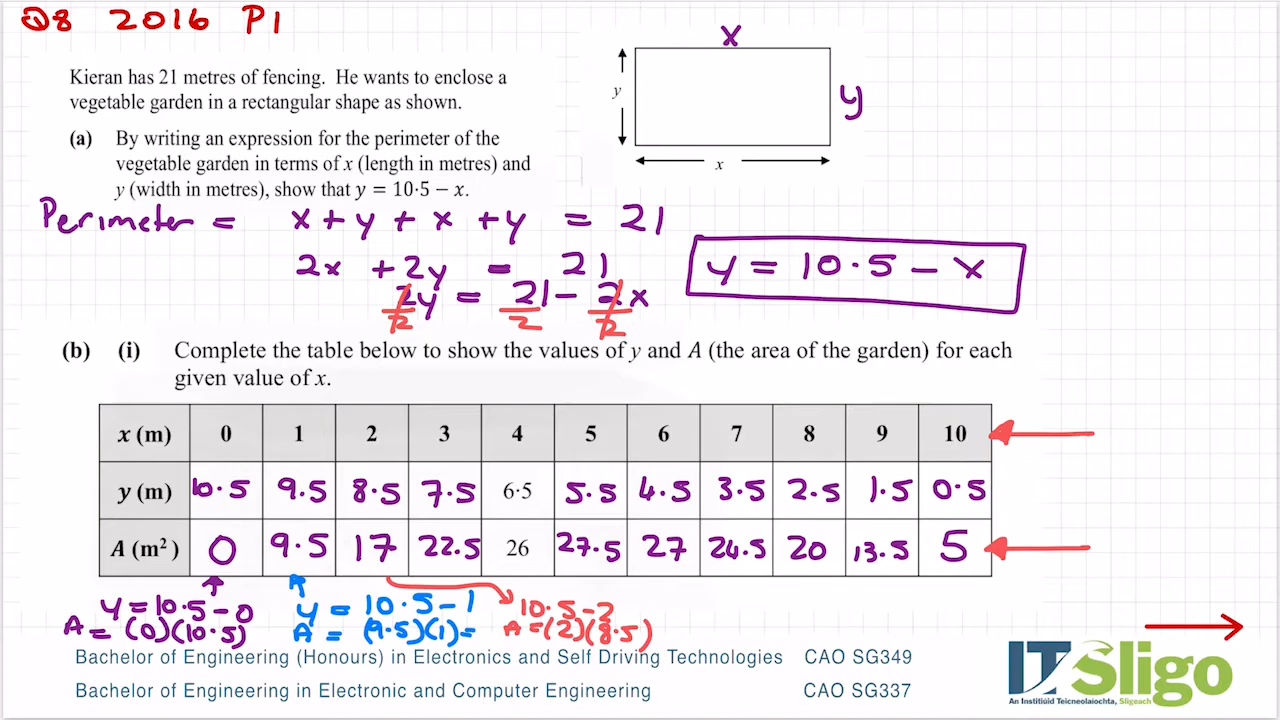 Q8 2016 P1
x
Kieran has 21 metres of fencing. He wants to enclose a
vegetable garden in a rectangular shape as shown.
y
y
(a) By writing an expression for the perimeter of the
vegetable garden in terms of x (length in metres) and
x
y (width in metres), show that y = 10·5 − x.
Perimeter = x + y + x + y = 21
2x + 2y = 21
y = 10.5 - x
2y/2 = 21/2 - 2x/2
(b) (i) Complete the table below to show the values of y and A (the area of the garden) for each
given value of x.
x (m) 0 1 2 3 4 5 6 7 8 9 10
y (m) 10.5 9.5 8.5 7.5 6·5 5.5 4.5 3.5 2.5 1.5 0.5
A (m²) 0 9.5 17 22.5 26 27.5 27 24.5 20 13.5 5
y = 10.5 - 0 y = 10.5 - 1 10.5 - 2
A = (0)(10.5) A = (9.5)(1) = A = (2)(8.5)
Bachelor of Engineering (Honours) in Electronics and Self Driving Technologies CAO SG349
Bachelor of Engineering in Electronic and Computer Engineering CAO SG337
IT Sligo
An Institiúid Teicneolaíochta, Sligeach